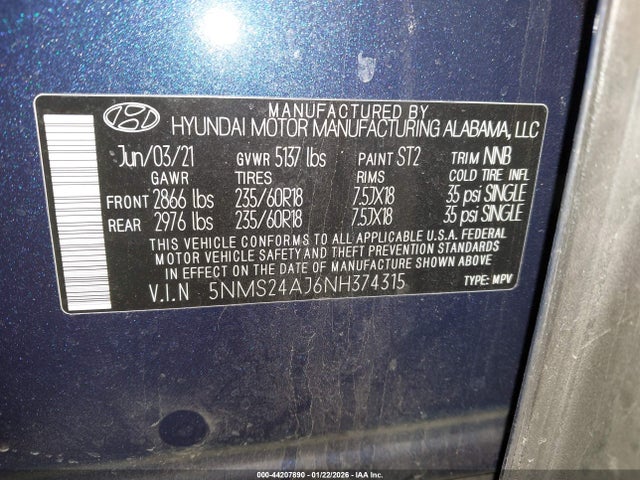 MANUFACTURED BY
HYUNDAI MOTOR MANUFACTURING ALABAMA, LLC
Jun/03/21 GVWR 5137 lbs PAINT ST2 TRIM NNB
GAWR TIRES RIMS COLD TIRE INFL
FRONT 2866 lbs 235/60R18 7.5JX18 35 psi SINGLE
REAR 2976 lbs 235/60R18 7.5JX18 35 psi SINGLE
THIS VEHICLE CONFORMS TO ALL APPLICABLE U.S.A. FEDERAL
MOTOR VEHICLE SAFETY AND THEFT PREVENTION STANDARDS
IN EFFECT ON THE DATE OF MANUFACTURE SHOWN ABOVE
V.I.N 5NMS24AJ6NH374315 TYPE: MPV
000-44207890 - 01/22/2026 - IAA Inc.